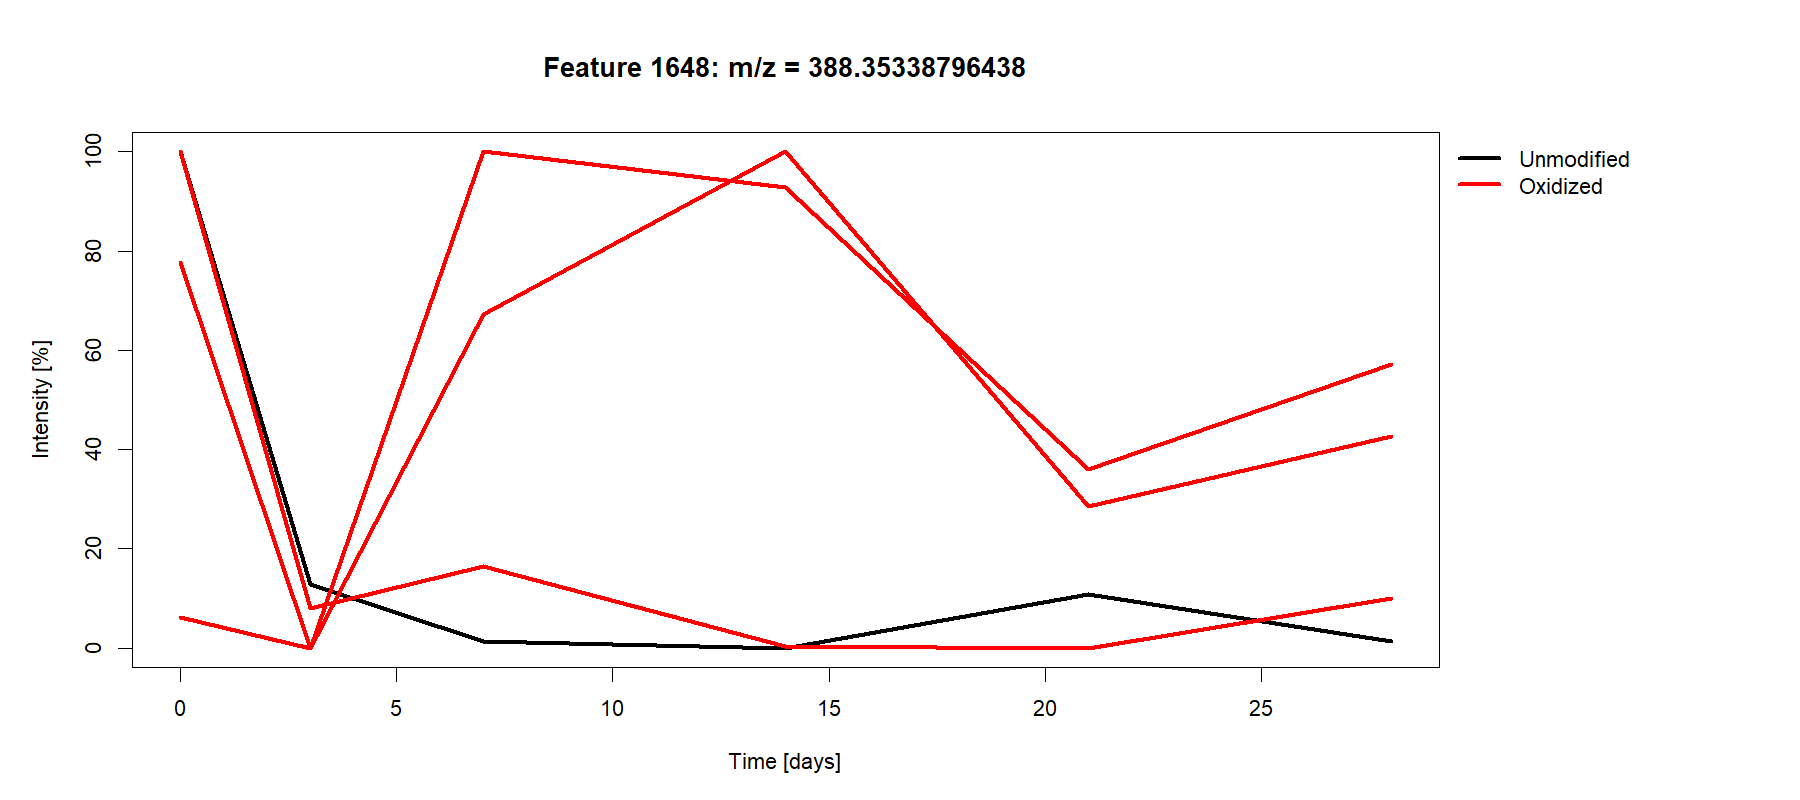 Feature 1648: m/z = 388.35338796438
Unmodified
Oxidized
Intensity [%]
100
80
60
40
20
0
0 5 10 15 20 25
Time [days]